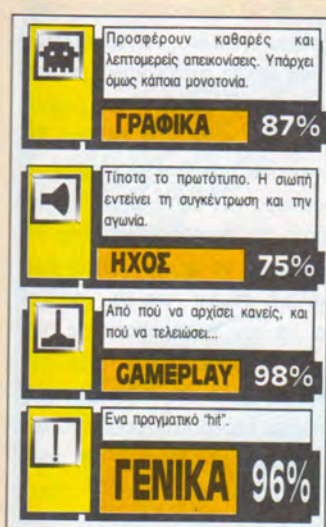 Προσφέρουν καθαρές και
λεπτομερείς απεικονίσεις. Υπάρχει
όμως κάποια μονοτονία.
ΓΡΑΦΙΚΑ 87%
Τίποτα το πρωτότυπο. Η σιωπή
εντείνει τη συγκέντρωση και την
αγωνία.
ΗΧΟΣ 75%
Από πού να αρχίσει κανείς, και
πού να τελειώσει...
GAMEPLAY 98%
Ενα πραγματικό "hit".
ΓΕΝΙΚΑ 96%